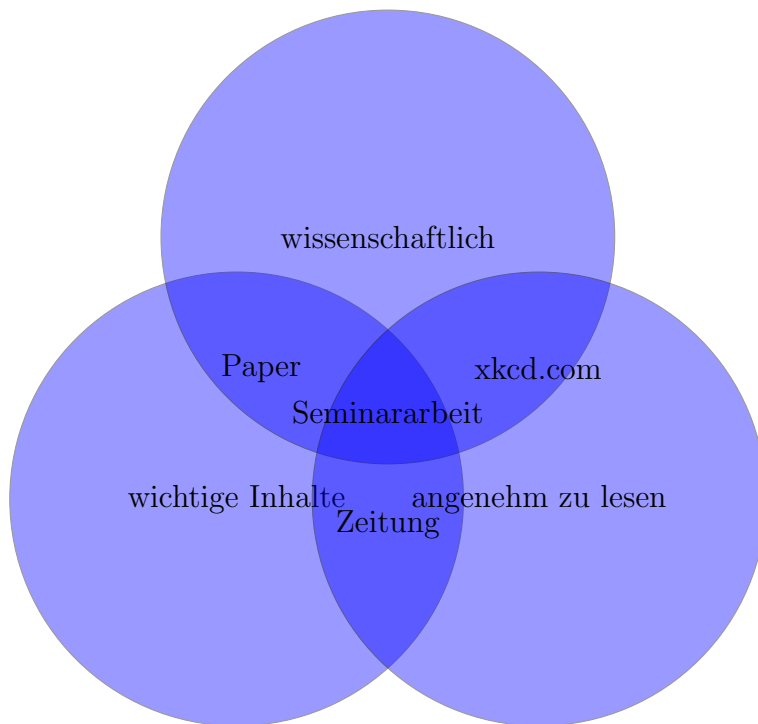 wissenschaftlich
Paper
xkcd.com
Seminararbeit
wichtige Inhalte
angenehm zu lesen
Zeitung